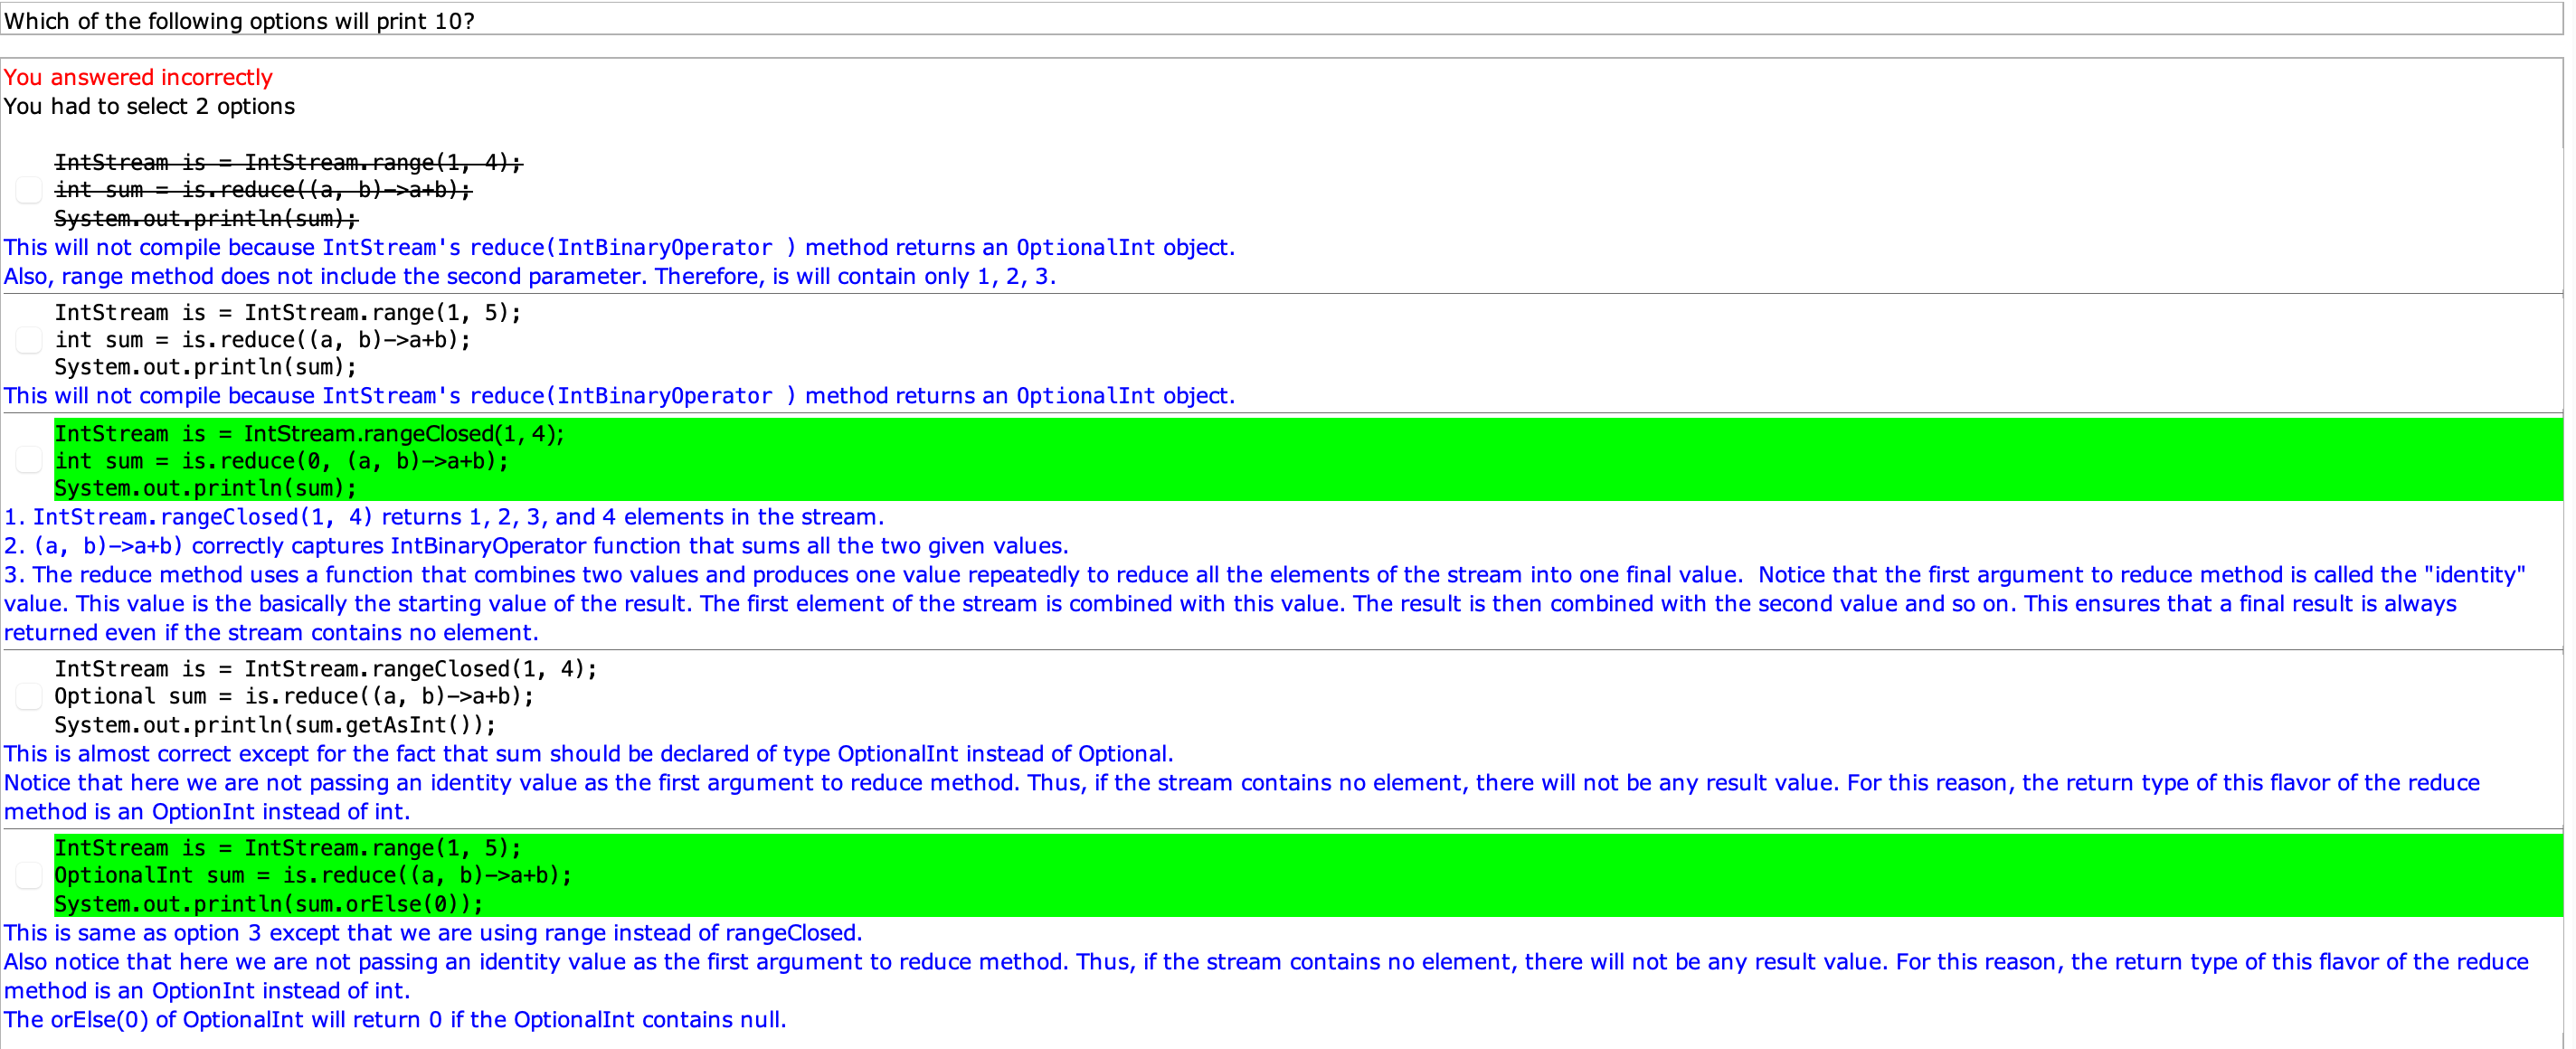 Which of the following options will print 10?
You answered incorrectly
You had to select 2 options
IntStream is = IntStream.range(1, 4);
int sum = is.reduce((a, b)->a+b);
System.out.println(sum);
This will not compile because IntStream's reduce(IntBinaryOperator ) method returns an OptionalInt object.
Also, range method does not include the second parameter. Therefore, is will contain only 1, 2, 3.
IntStream is = IntStream.range(1, 5);
int sum = is.reduce((a, b)->a+b);
System.out.println(sum);
This will not compile because IntStream's reduce(IntBinaryOperator ) method returns an OptionalInt object.
IntStream is = IntStream.rangeClosed(1, 4);
int sum = is.reduce(0, (a, b)->a+b);
System.out.println(sum);
1. IntStream.rangeClosed(1, 4) returns 1, 2, 3, and 4 elements in the stream.
2. (a, b)->a+b) correctly captures IntBinaryOperator function that sums all the two given values.
3. The reduce method uses a function that combines two values and produces one value repeatedly to reduce all the elements of the stream into one final value.  Notice that the first argument to reduce method is called the "identity"
value. This value is the basically the starting value of the result. The first element of the stream is combined with this value. The result is then combined with the second value and so on. This ensures that a final result is always
returned even if the stream contains no element.
IntStream is = IntStream.rangeClosed(1, 4);
Optional sum = is.reduce((a, b)->a+b);
System.out.println(sum.getAsInt());
This is almost correct except for the fact that sum should be declared of type OptionalInt instead of Optional.
Notice that here we are not passing an identity value as the first argument to reduce method. Thus, if the stream contains no element, there will not be any result value. For this reason, the return type of this flavor of the reduce
method is an OptionInt instead of int.
IntStream is = IntStream.range(1, 5);
OptionalInt sum = is.reduce((a, b)->a+b);
System.out.println(sum.orElse(0));
This is same as option 3 except that we are using range instead of rangeClosed.
Also notice that here we are not passing an identity value as the first argument to reduce method. Thus, if the stream contains no element, there will not be any result value. For this reason, the return type of this flavor of the reduce
method is an OptionInt instead of int.
The orElse(0) of OptionalInt will return 0 if the OptionalInt contains null.